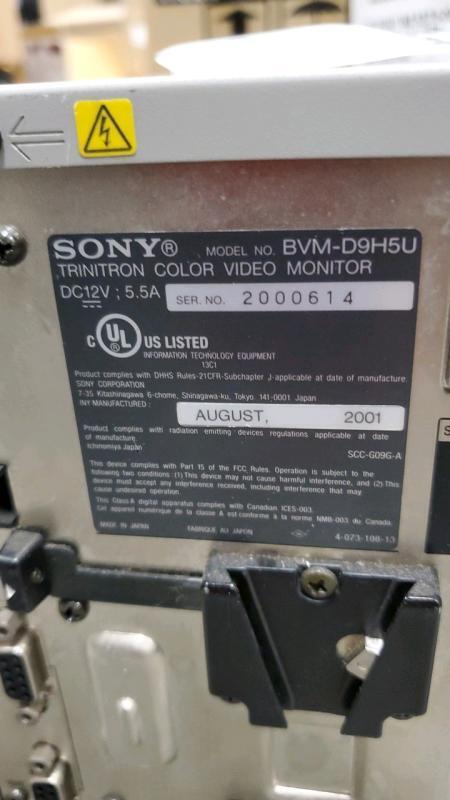 SONY® MODEL NO. BVM-D9H5U
TRINITRON COLOR VIDEO MONITOR
DC12V ; 5.5A SER. NO. 2000614
C UL® US LISTED
INFORMATION TECHNOLOGY EQUIPMENT
13C1
Product complies with DHHS Rules-21CFR-Subchapter J-applicable at date of manufacture.
SONY CORPORATION
7-35 Kitashinagawa 6-chome, Shinagawa-ku, Tokyo. 141-0001 Japan
MANUFACTURED : AUGUST, 2001
Product complies with radiation emitting devices regulations applicable at date
of manufacture.
Ichinomiya Japan SCC-G09G-A
This device complies with Part 15 of the FCC Rules. Operation is subject to the
following two conditions :(1)This device may not cause harmful interference, and (2)This
device must accept any interference received, including interference that may
cause undesired operation.
This Class A digital apparatus complies with Canadian ICES-003.
Cet appareil numérique de la classe A est conforme à la norme NMB-003 du Canada.
MADE IN JAPAN FABRIQUÉ AU JAPON 4-073-108-13